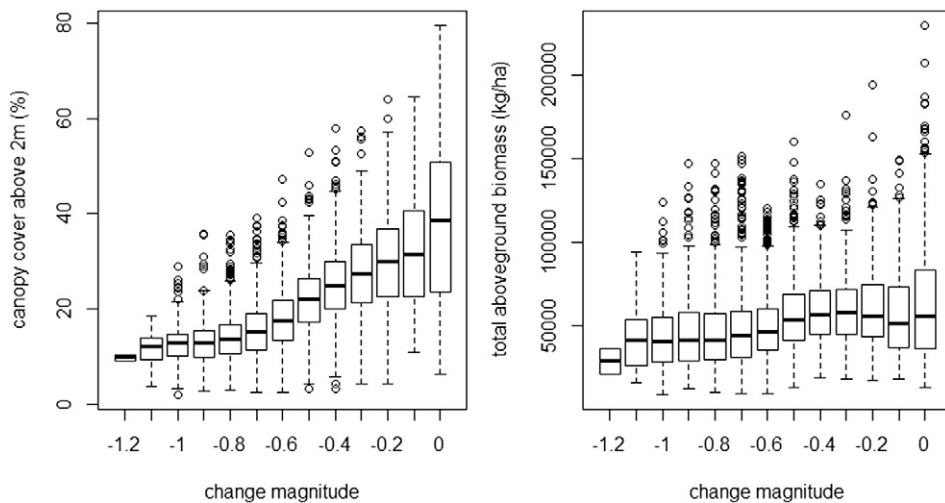 canopy cover above 2m (%)
80
60
40
20
0
-1.2 -1 -0.8 -0.6 -0.4 -0.2 0
change magnitude
total aboveground biomass (kg/ha)
200000
150000
100000
50000
-1.2 -1 -0.8 -0.6 -0.4 -0.2 0
change magnitude